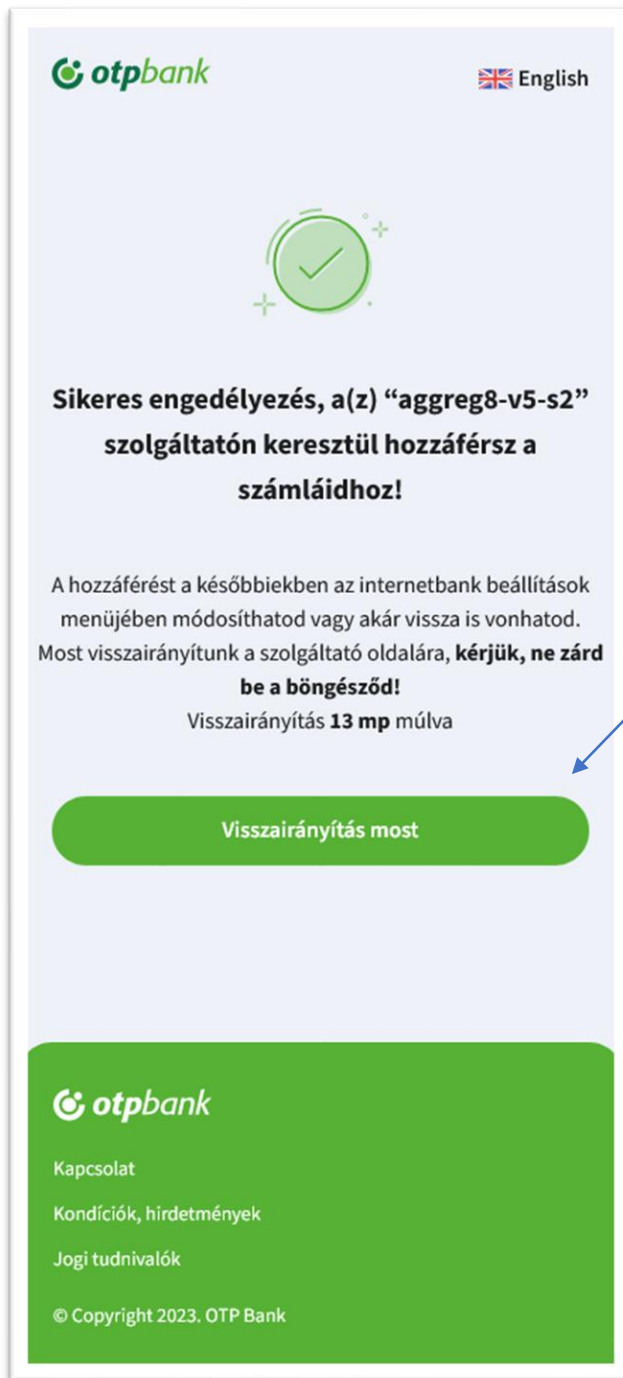 otpbank
English
Sikeres engedélyezés, a(z) “aggreg8-v5-s2”
szolgáltatón keresztül hozzáférsz a
számláidhoz!
A hozzáférést a későbbiekben az internetbank beállítások
menüjében módosíthatod vagy akár vissza is vonhatod.
Most visszairányítunk a szolgáltató oldalára, kérjük, ne zárd
be a böngésződ!
Visszairányítás 13 mp múlva
Visszairányítás most
otpbank
Kapcsolat
Kondíciók, hirdetmények
Jogi tudnivalók
© Copyright 2023. OTP Bank